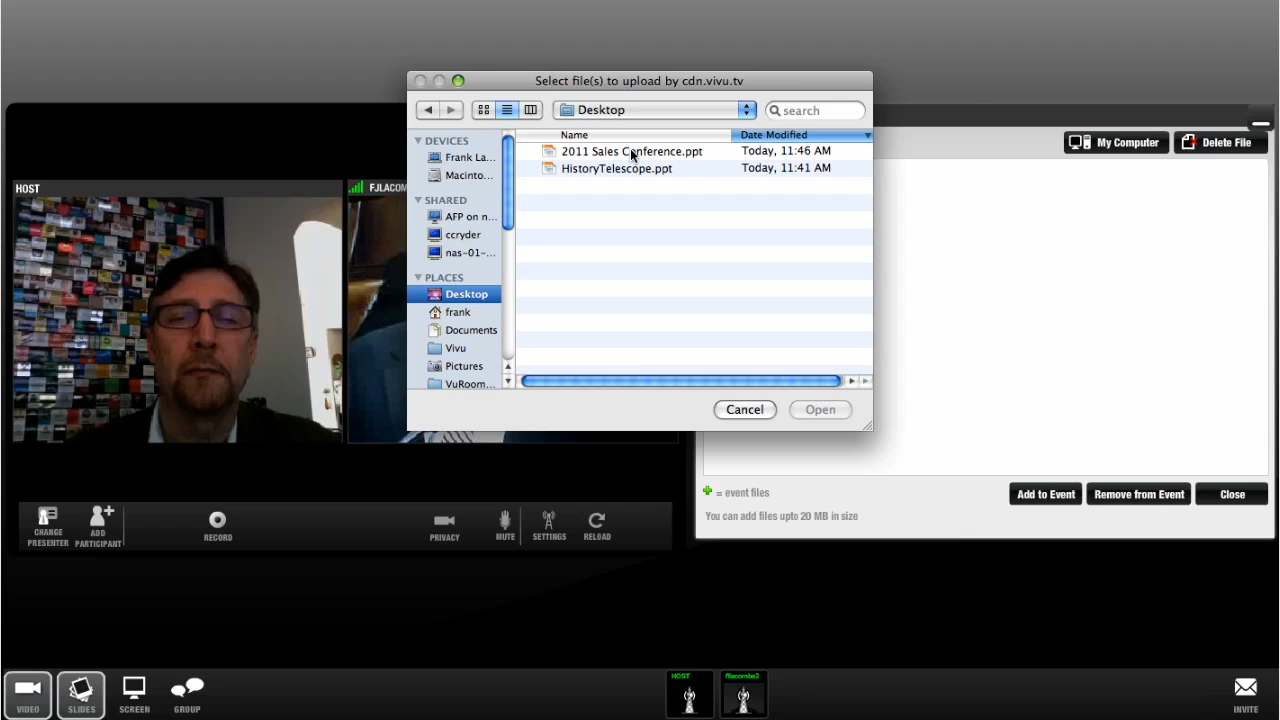 Select file(s) to upload by cdn.vivu.tv
Desktop
search
DEVICES
Frank La...
Macinto...
SHARED
AFP on n...
ccryder
nas-01-...
PLACES
Desktop
frank
Documents
Vivu
Pictures
VuRoom...
Name
Date Modified
2011 Sales Conference.ppt
Today, 11:46 AM
HistoryTelescope.ppt
Today, 11:41 AM
Cancel
Open
My Computer
Delete File
HOST
FJLACOM
= event files
Add to Event
Remove from Event
Close
You can add files upto 20 MB in size
CHANGE
PRESENTER
ADD
PARTICIPANT
RECORD
PRIVACY
MUTE
SETTINGS
RELOAD
VIDEO
SLIDES
SCREEN
GROUP
HOST
INVITE